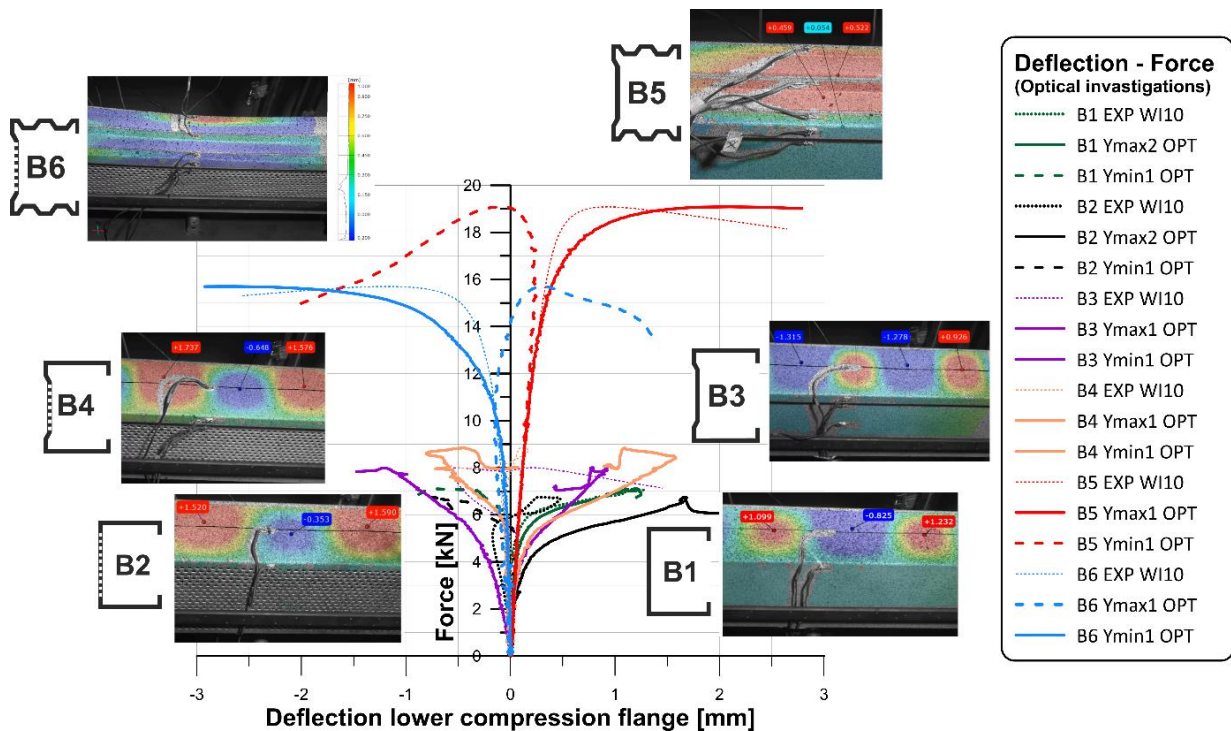 B6
[mm]
B5
+0.459
+0.054
+0.522
B4
+1.737
-0.648
+1.576
B3
-1.315
-1.278
+0.926
B2
+1.520
-0.353
+1.590
B1
+1.099
-0.825
+1.232
20
18
16
14
12
10
8
6
4
2
0
Force [kN]
-3 -2 -1 0 1 2 3
Deflection lower compression flange [mm]
Deflection - Force
(Optical invastigations)
B1 EXP WI10
B1 Ymax2 OPT
B1 Ymin1 OPT
B2 EXP WI10
B2 Ymax2 OPT
B2 Ymin1 OPT
B3 EXP WI10
B3 Ymax1 OPT
B3 Ymin1 OPT
B4 EXP WI10
B4 Ymax1 OPT
B4 Ymin1 OPT
B5 EXP WI10
B5 Ymax1 OPT
B5 Ymin1 OPT
B6 EXP WI10
B6 Ymax1 OPT
B6 Ymin1 OPT